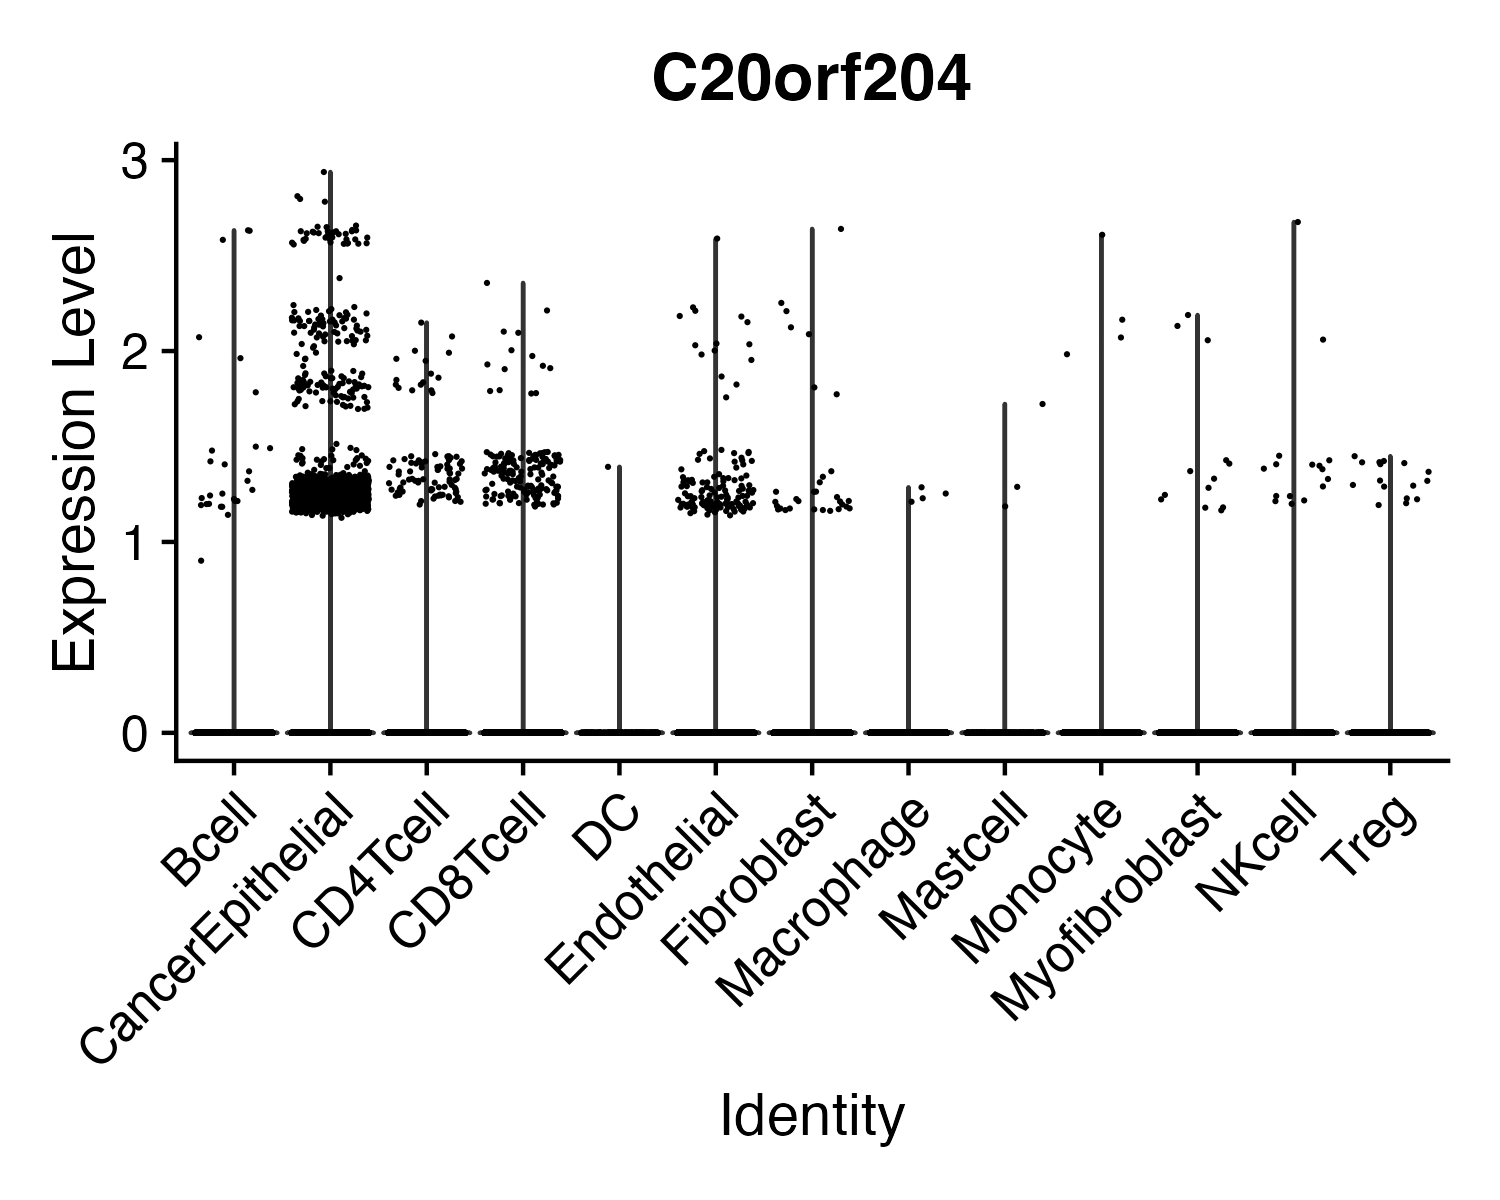 C20orf204
Expression Level
3
2
1
0
Bcell
CancerEpithelial
CD4Tcell
CD8Tcell
DC
Endothelial
Fibroblast
Macrophage
Mastcell
Monocyte
Myofibroblast
NKcell
Treg
Identity